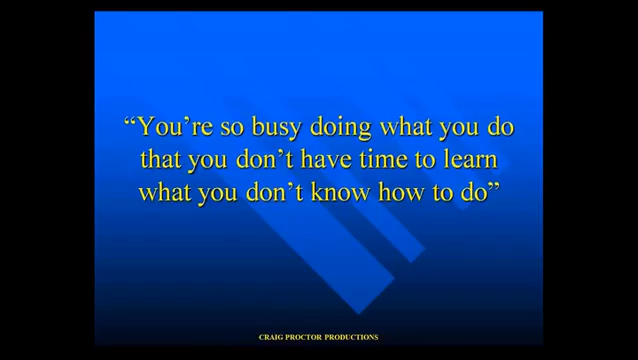 “You’re so busy doing what you do
that you don’t have time to learn
what you don’t know how to do”
CRAIG PROCTOR PRODUCTIONS